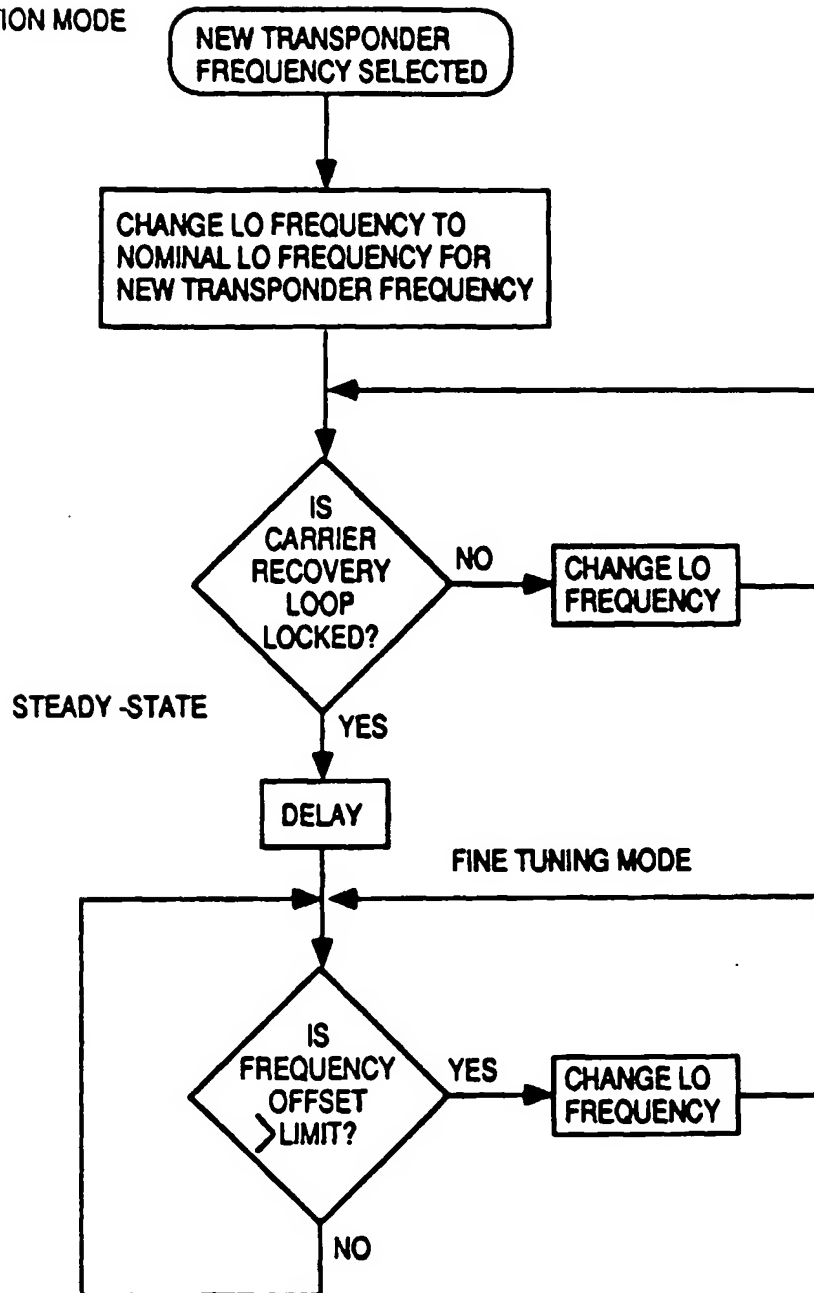 TION MODE
NEW TRANSPONDER
FREQUENCY SELECTED
CHANGE LO FREQUENCY TO
NOMINAL LO FREQUENCY FOR
NEW TRANSPONDER FREQUENCY
IS
CARRIER
RECOVERY
LOOP
LOCKED?
NO
CHANGE LO
FREQUENCY
STEADY -STATE
YES
DELAY
FINE TUNING MODE
IS
FREQUENCY
OFFSET
>LIMIT?
YES
CHANGE LO
FREQUENCY
NO